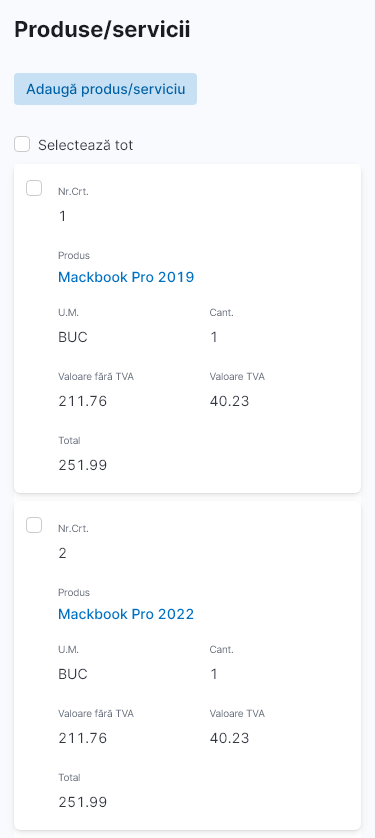 Produse/servicii
Adaugă produs/serviciu
Selectează tot
Nr.Crt.
1
Produs
Mackbook Pro 2019
U.M. Cant.
BUC 1
Valoare fără TVA Valoare TVA
211.76 40.23
Total
251.99
Nr.Crt.
2
Produs
Mackbook Pro 2022
U.M. Cant.
BUC 1
Valoare fără TVA Valoare TVA
211.76 40.23
Total
251.99